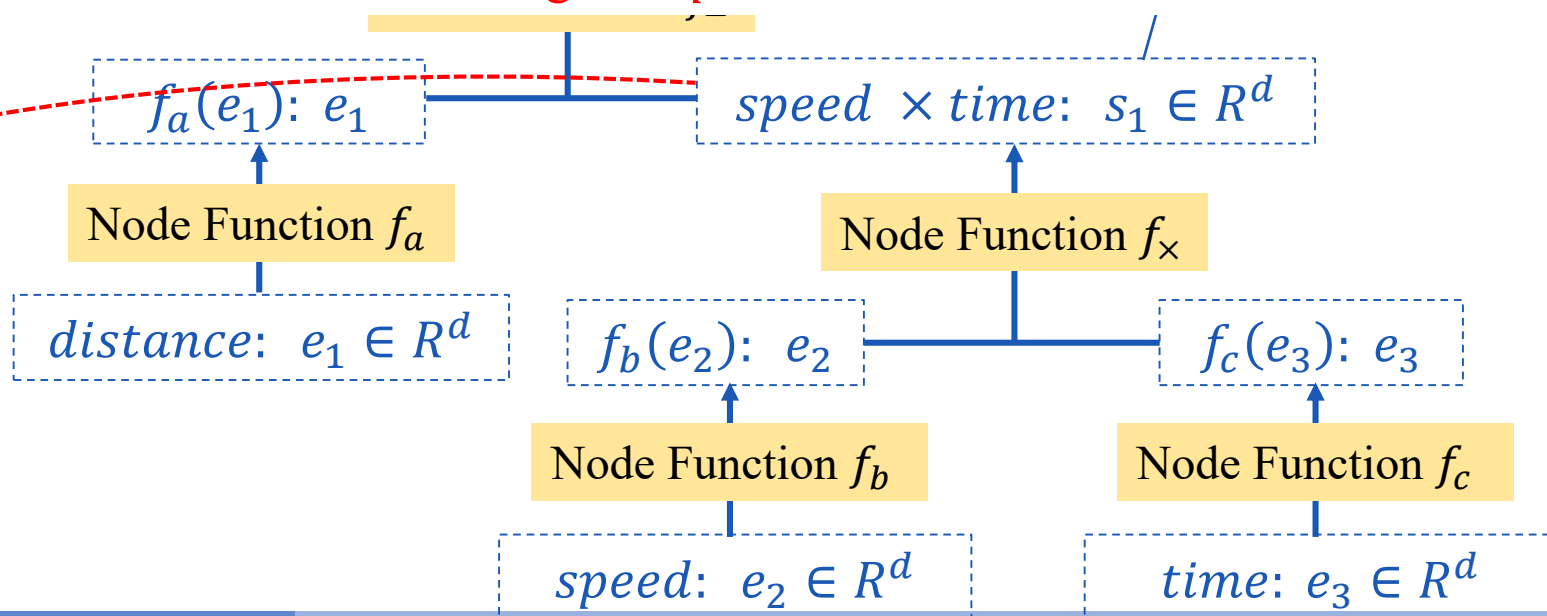 f_a(e_1): e_1
speed × time: s_1 ∈ R^d
Node Function f_a
Node Function f_×
distance: e_1 ∈ R^d
f_b(e_2): e_2
f_c(e_3): e_3
Node Function f_b
Node Function f_c
speed: e_2 ∈ R^d
time: e_3 ∈ R^d